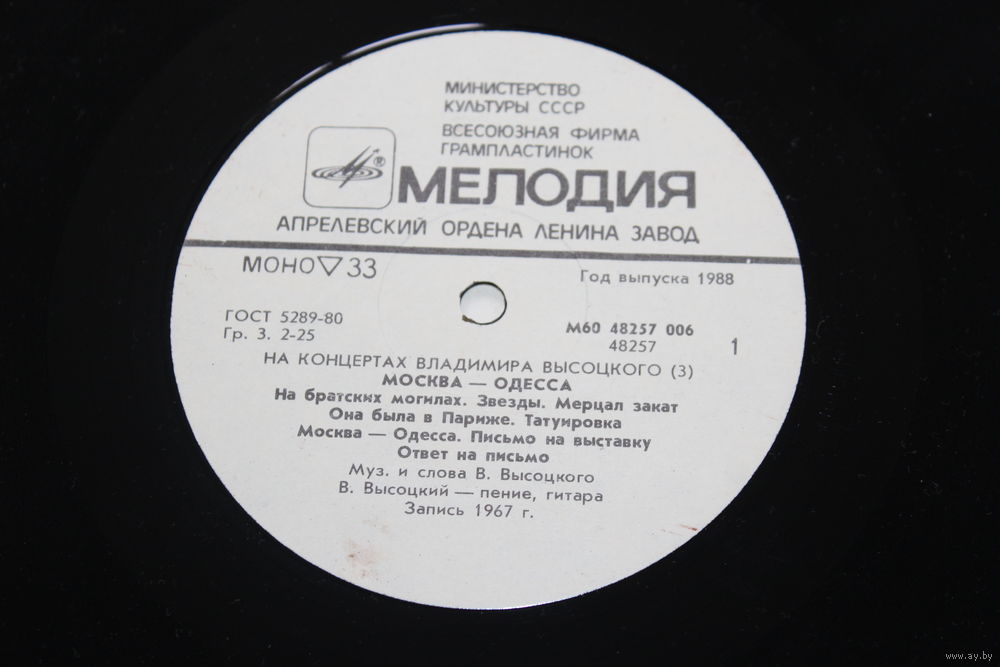 МИНИСТЕРСТВО
КУЛЬТУРЫ СССР
ВСЕСОЮЗНАЯ ФИРМА
ГРАМПЛАСТИНОК
®
МЕЛОДИЯ
АПРЕЛЕВСКИЙ ОРДЕНА ЛЕНИНА ЗАВОД
МОНО 33
Год выпуска 1988
ГОСТ 5289-80
Гр. 3. 2-25
М60 48257 006
48257
1
НА КОНЦЕРТАХ ВЛАДИМИРА ВЫСОЦКОГО (3)
МОСКВА — ОДЕССА
На братских могилах. Звезды. Мерцал закат
Она была в Париже. Татуировка
Москва — Одесса. Письмо на выставку
Ответ на письмо
Муз. и слова В. Высоцкого
В. Высоцкий — пение, гитара
Запись 1967 г.
www.ay.by